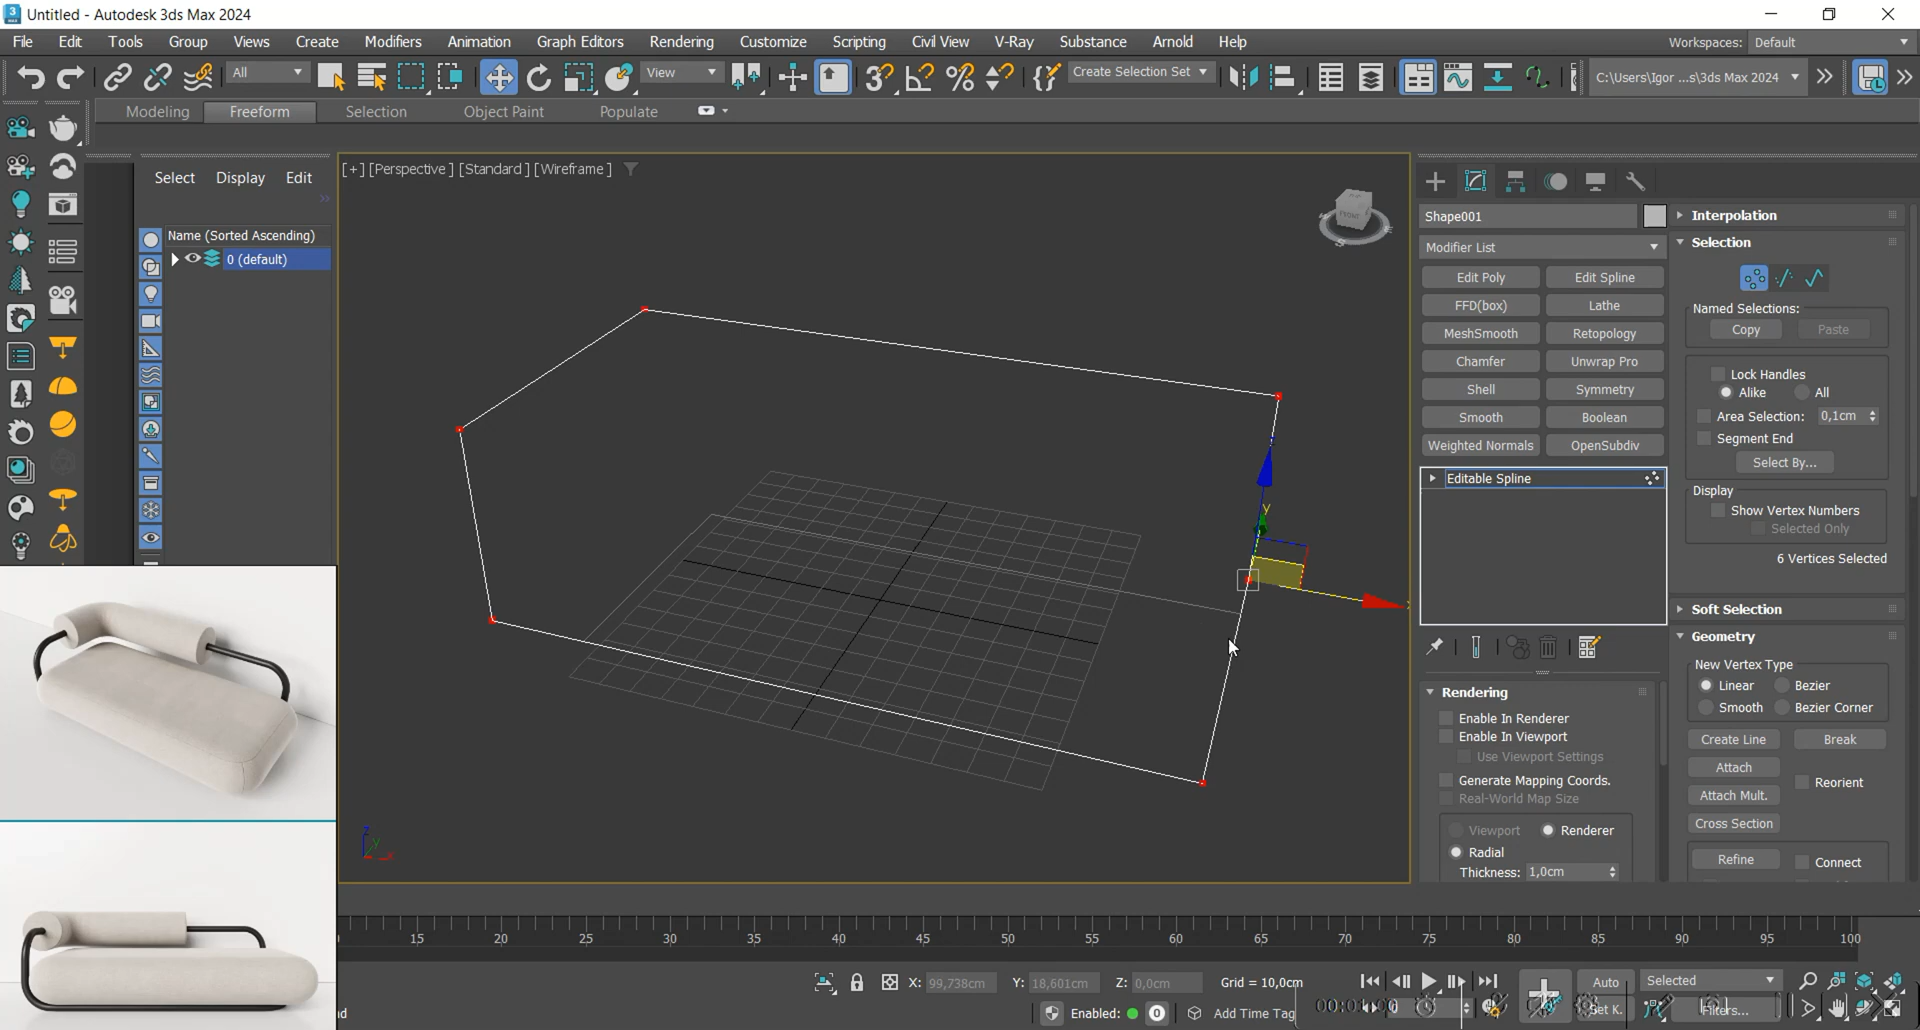 Untitled - Autodesk 3ds Max 2024
File Edit Tools Group Views Create Modifiers Animation Graph Editors Rendering Customize Scripting Civil View V-Ray Substance Arnold Help
Workspaces: Default
All
View
Create Selection Set
C:\Users\Igor ...s\3ds Max 2024
Modeling Freeform Selection Object Paint Populate
Select Display Edit
Name (Sorted Ascending)
0 (default)
[+] [Perspective] [Standard] [Wireframe]
Shape001
Modifier List
Edit Poly Edit Spline
FFD(box) Lathe
MeshSmooth Retopology
Chamfer Unwrap Pro
Shell Symmetry
Smooth Boolean
Weighted Normals OpenSubdiv
Editable Spline
Rendering
Enable In Renderer
Enable In Viewport
Use Viewport Settings
Generate Mapping Coords.
Real-World Map Size
Viewport Renderer
Radial
Thickness: 1,0cm
Interpolation
Selection
Named Selections:
Copy Paste
Lock Handles
Alike All
Area Selection: 0,1cm
Segment End
Select By...
Display
Show Vertex Numbers
Selected Only
6 Vertices Selected
Soft Selection
Geometry
New Vertex Type
Linear Bezier
Smooth Bezier Corner
Create Line Break
Attach
Reorient
Attach Mult.
Cross Section
Refine Connect
15 20 25 30 35 40 45 50 55 60 65 70 75 80 85 90 95 100
X: 99,738cm Y: 18,601cm Z: 0,0cm Grid = 10,0cm
Auto Selected
Enabled: 0 Add Time Tag
Set K. Filters...